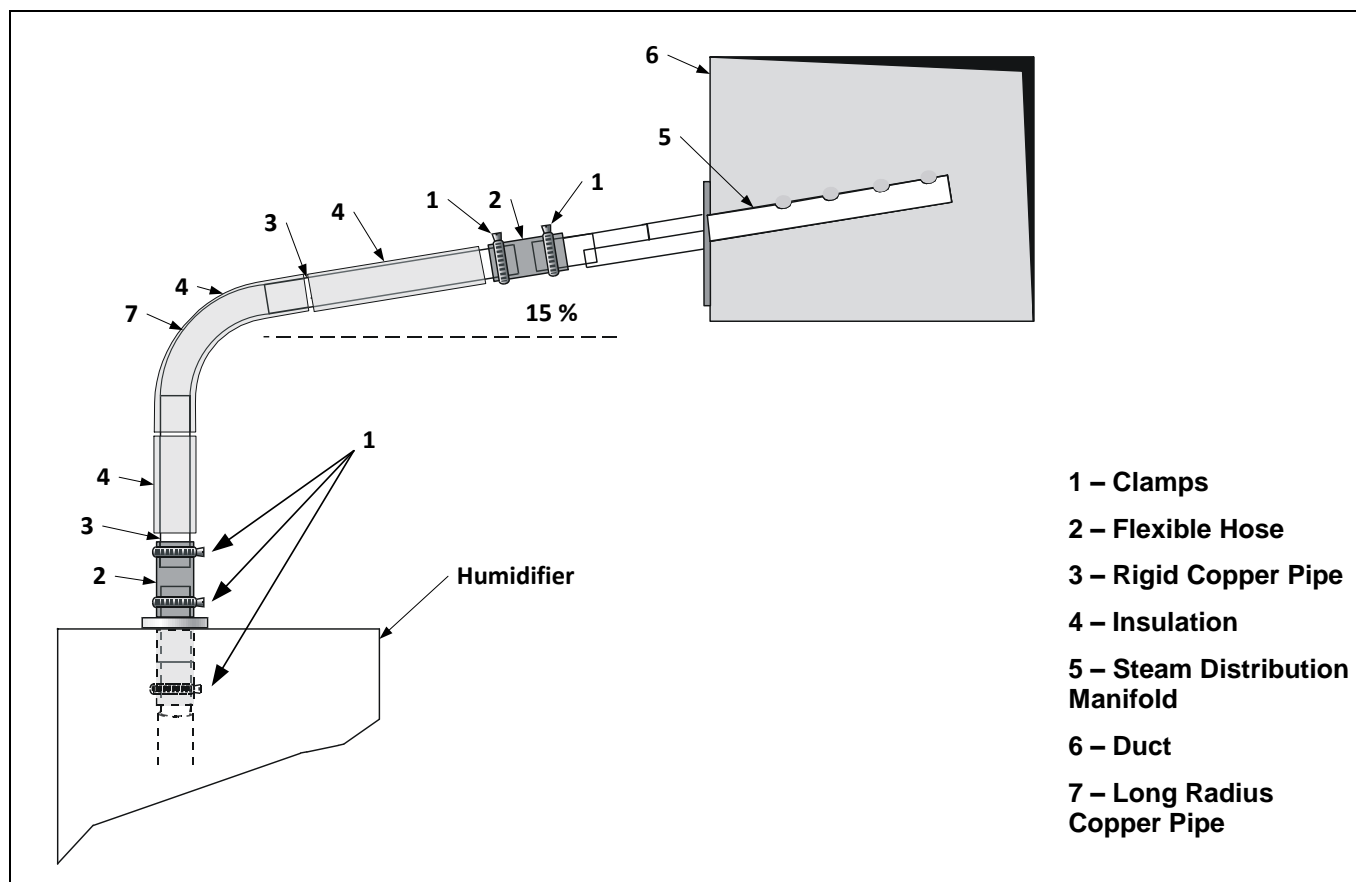 6
5
1
2
1
4
3
4
7
15 %
1
4
3
2
Humidifier
1 – Clamps
2 – Flexible Hose
3 – Rigid Copper Pipe
4 – Insulation
5 – Steam Distribution
Manifold
6 – Duct
7 – Long Radius
Copper Pipe